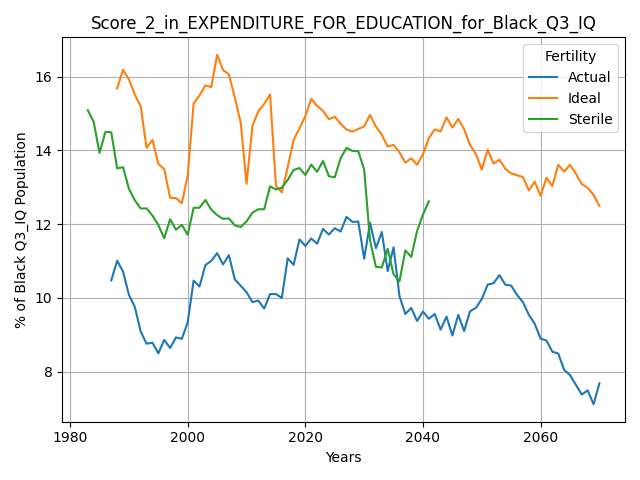 Score_2_in_EXPENDITURE_FOR_EDUCATION_for_Black_Q3_IQ
Fertility
Actual
Ideal
Sterile
% of Black Q3_IQ Population
16
14
12
10
8
1980
2000
2020
2040
2060
Years